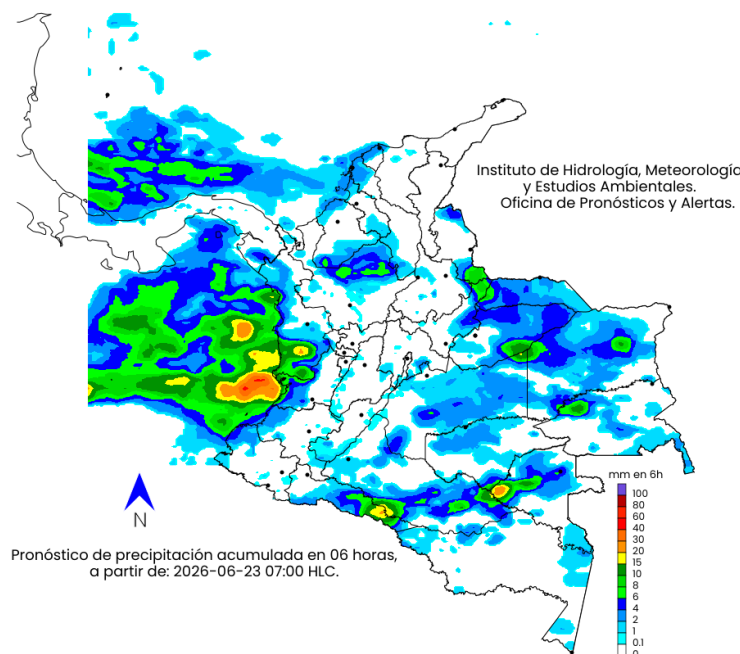 Instituto de Hidrología, Meteorología
y Estudios Ambientales.
Oficina de Pronósticos y Alertas.
mm en 6h
100
80
60
40
30
20
15
10
8
6
4
2
1
0.1
0
N
Pronóstico de precipitación acumulada en 06 horas,
a partir de: 2026-06-23 07:00 HLC.